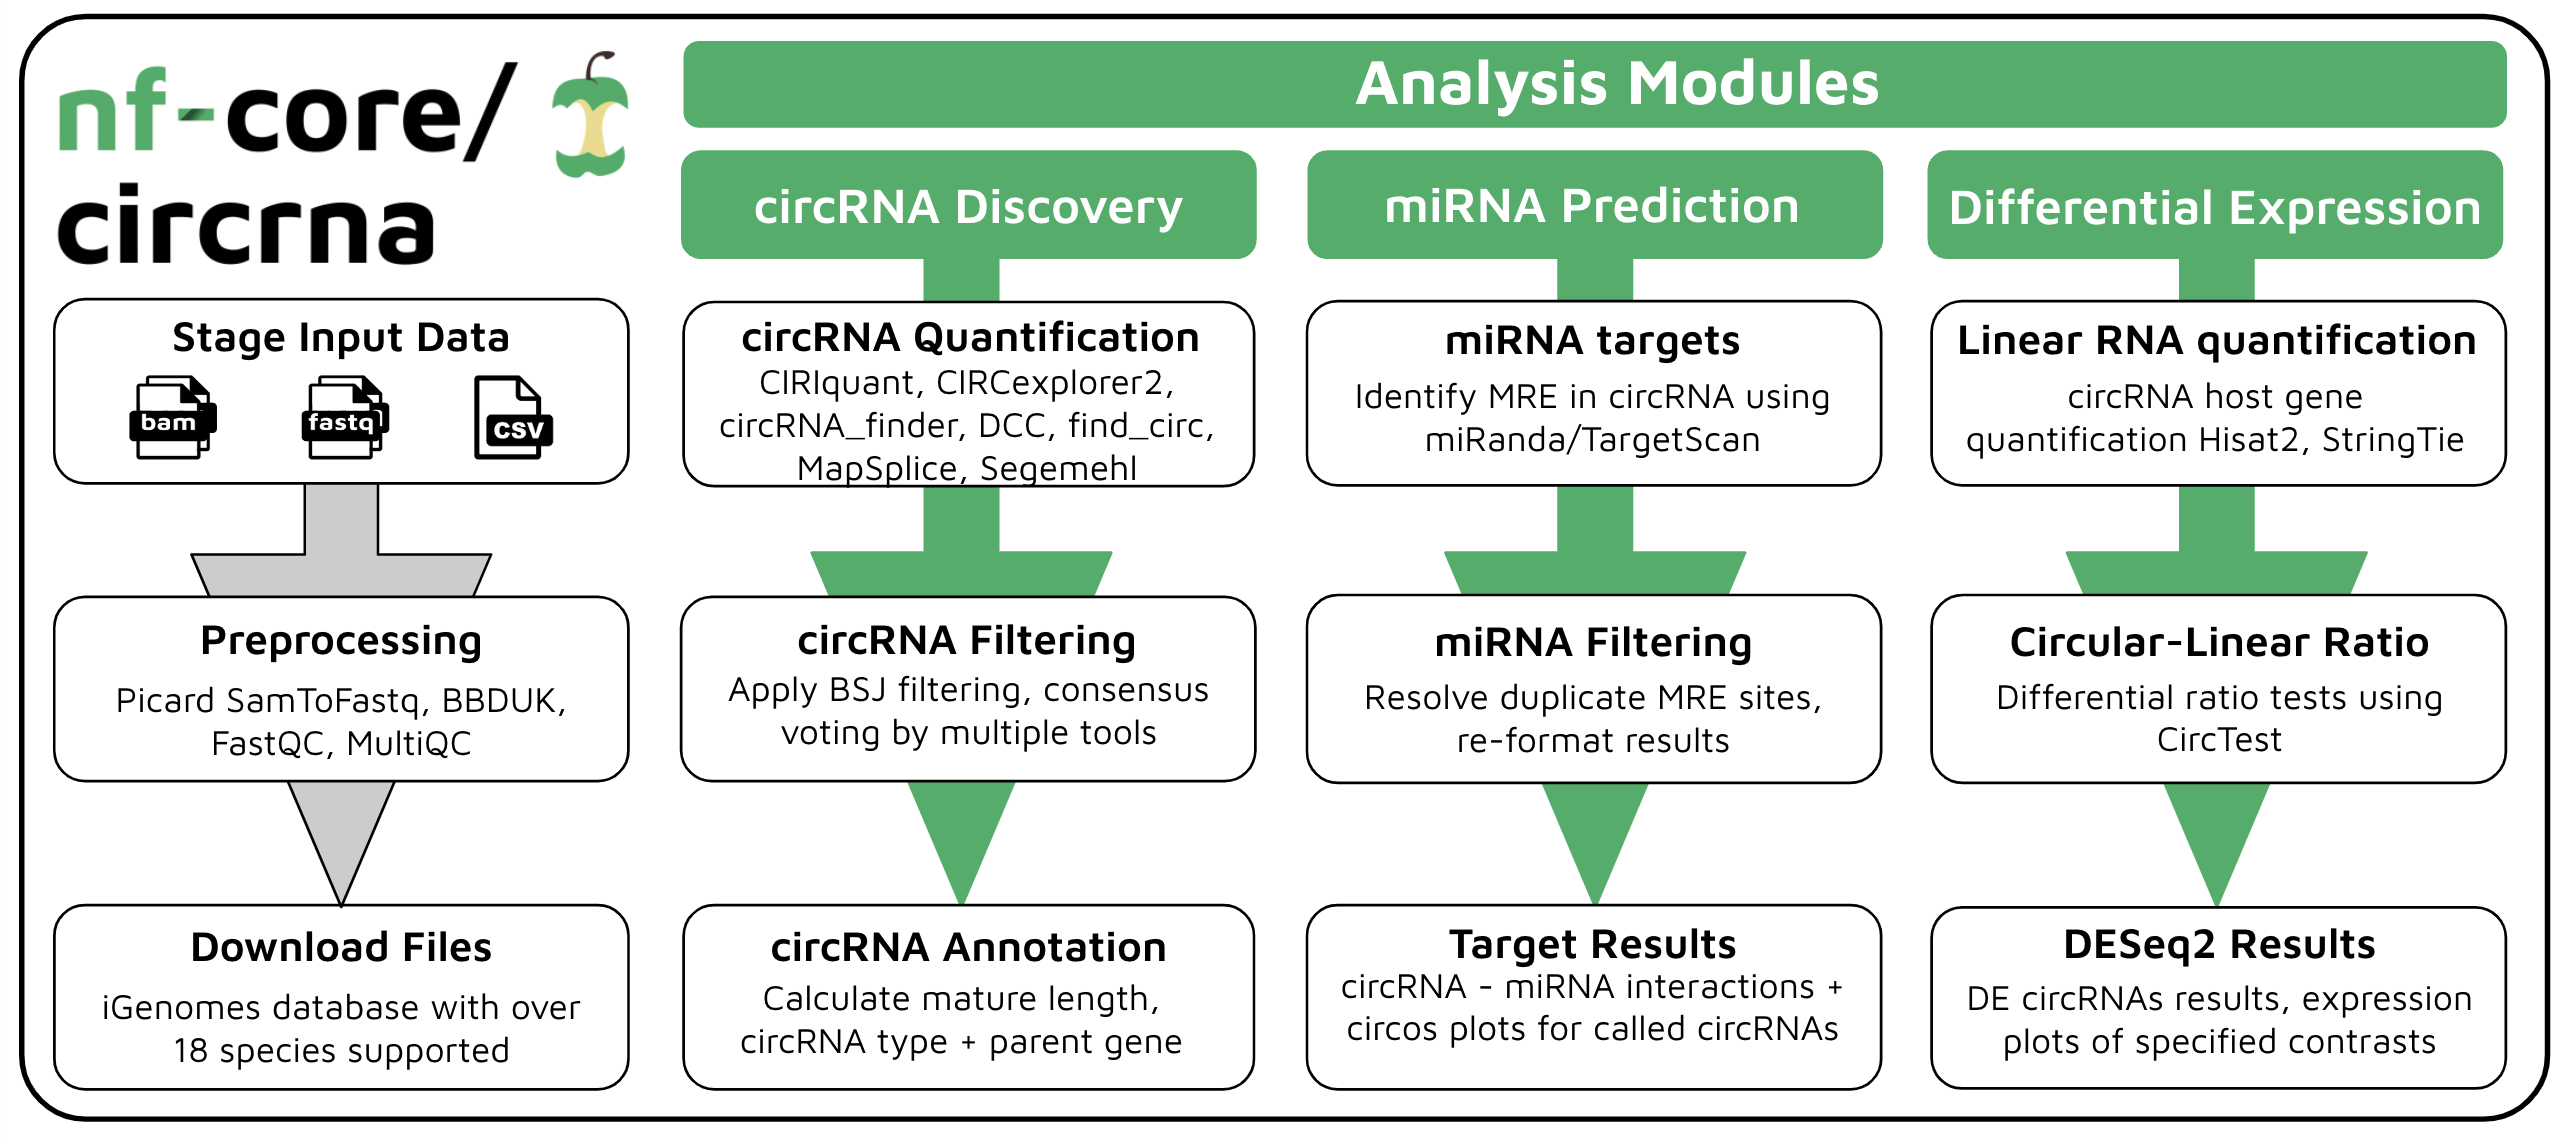 nf-core/
circrna
Analysis Modules
circRNA Discovery
miRNA Prediction
Differential Expression
Stage Input Data
bam
fastq
csv
Preprocessing
Picard SamToFastq, BBDUK,
FastQC, MultiQC
Download Files
iGenomes database with over
18 species supported
circRNA Quantification
CIRIquant, CIRCexplorer2,
circRNA_finder, DCC, find_circ,
MapSplice, Segemehl
circRNA Filtering
Apply BSJ filtering, consensus
voting by multiple tools
circRNA Annotation
Calculate mature length,
circRNA type + parent gene
miRNA targets
Identify MRE in circRNA using
miRanda/TargetScan
miRNA Filtering
Resolve duplicate MRE sites,
re-format results
Target Results
circRNA - miRNA interactions +
circos plots for called circRNAs
Linear RNA quantification
circRNA host gene
quantification Hisat2, StringTie
Circular-Linear Ratio
Differential ratio tests using
CircTest
DESeq2 Results
DE circRNAs results, expression
plots of specified contrasts